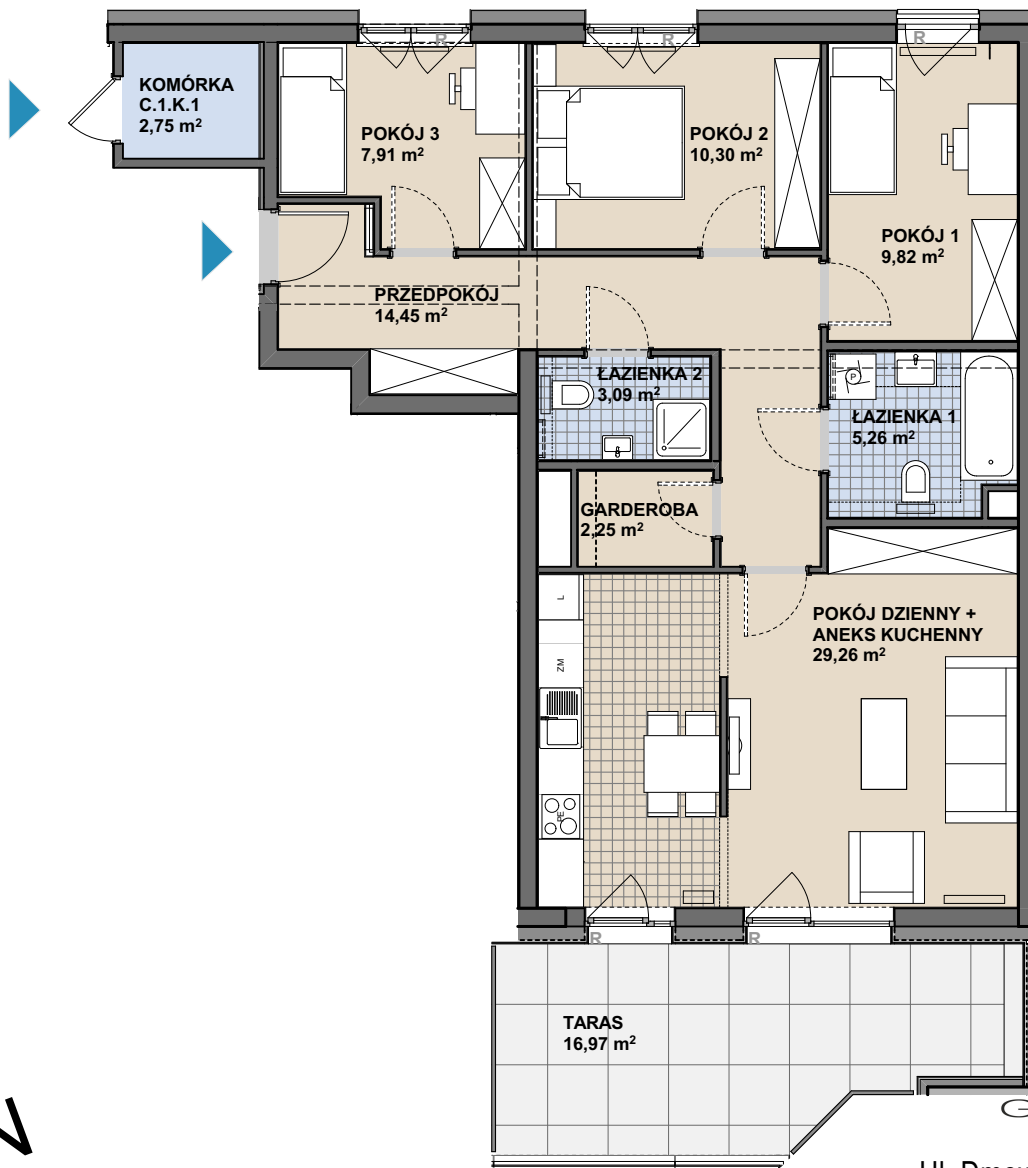 R
R
R
KOMÓRKA
C.1.K.1
2,75 m²
POKÓJ 3
7,91 m²
POKÓJ 2
10,30 m²
POKÓJ 1
9,82 m²
PRZEDPOKÓJ
14,45 m²
ŁAZIENKA 2
3,09 m²
P
ŁAZIENKA 1
5,26 m²
GARDEROBA
2,25 m²
L
ZM
PE
POKÓJ DZIENNY +
ANEKS KUCHENNY
29,26 m²
R
R
TARAS
16,97 m²